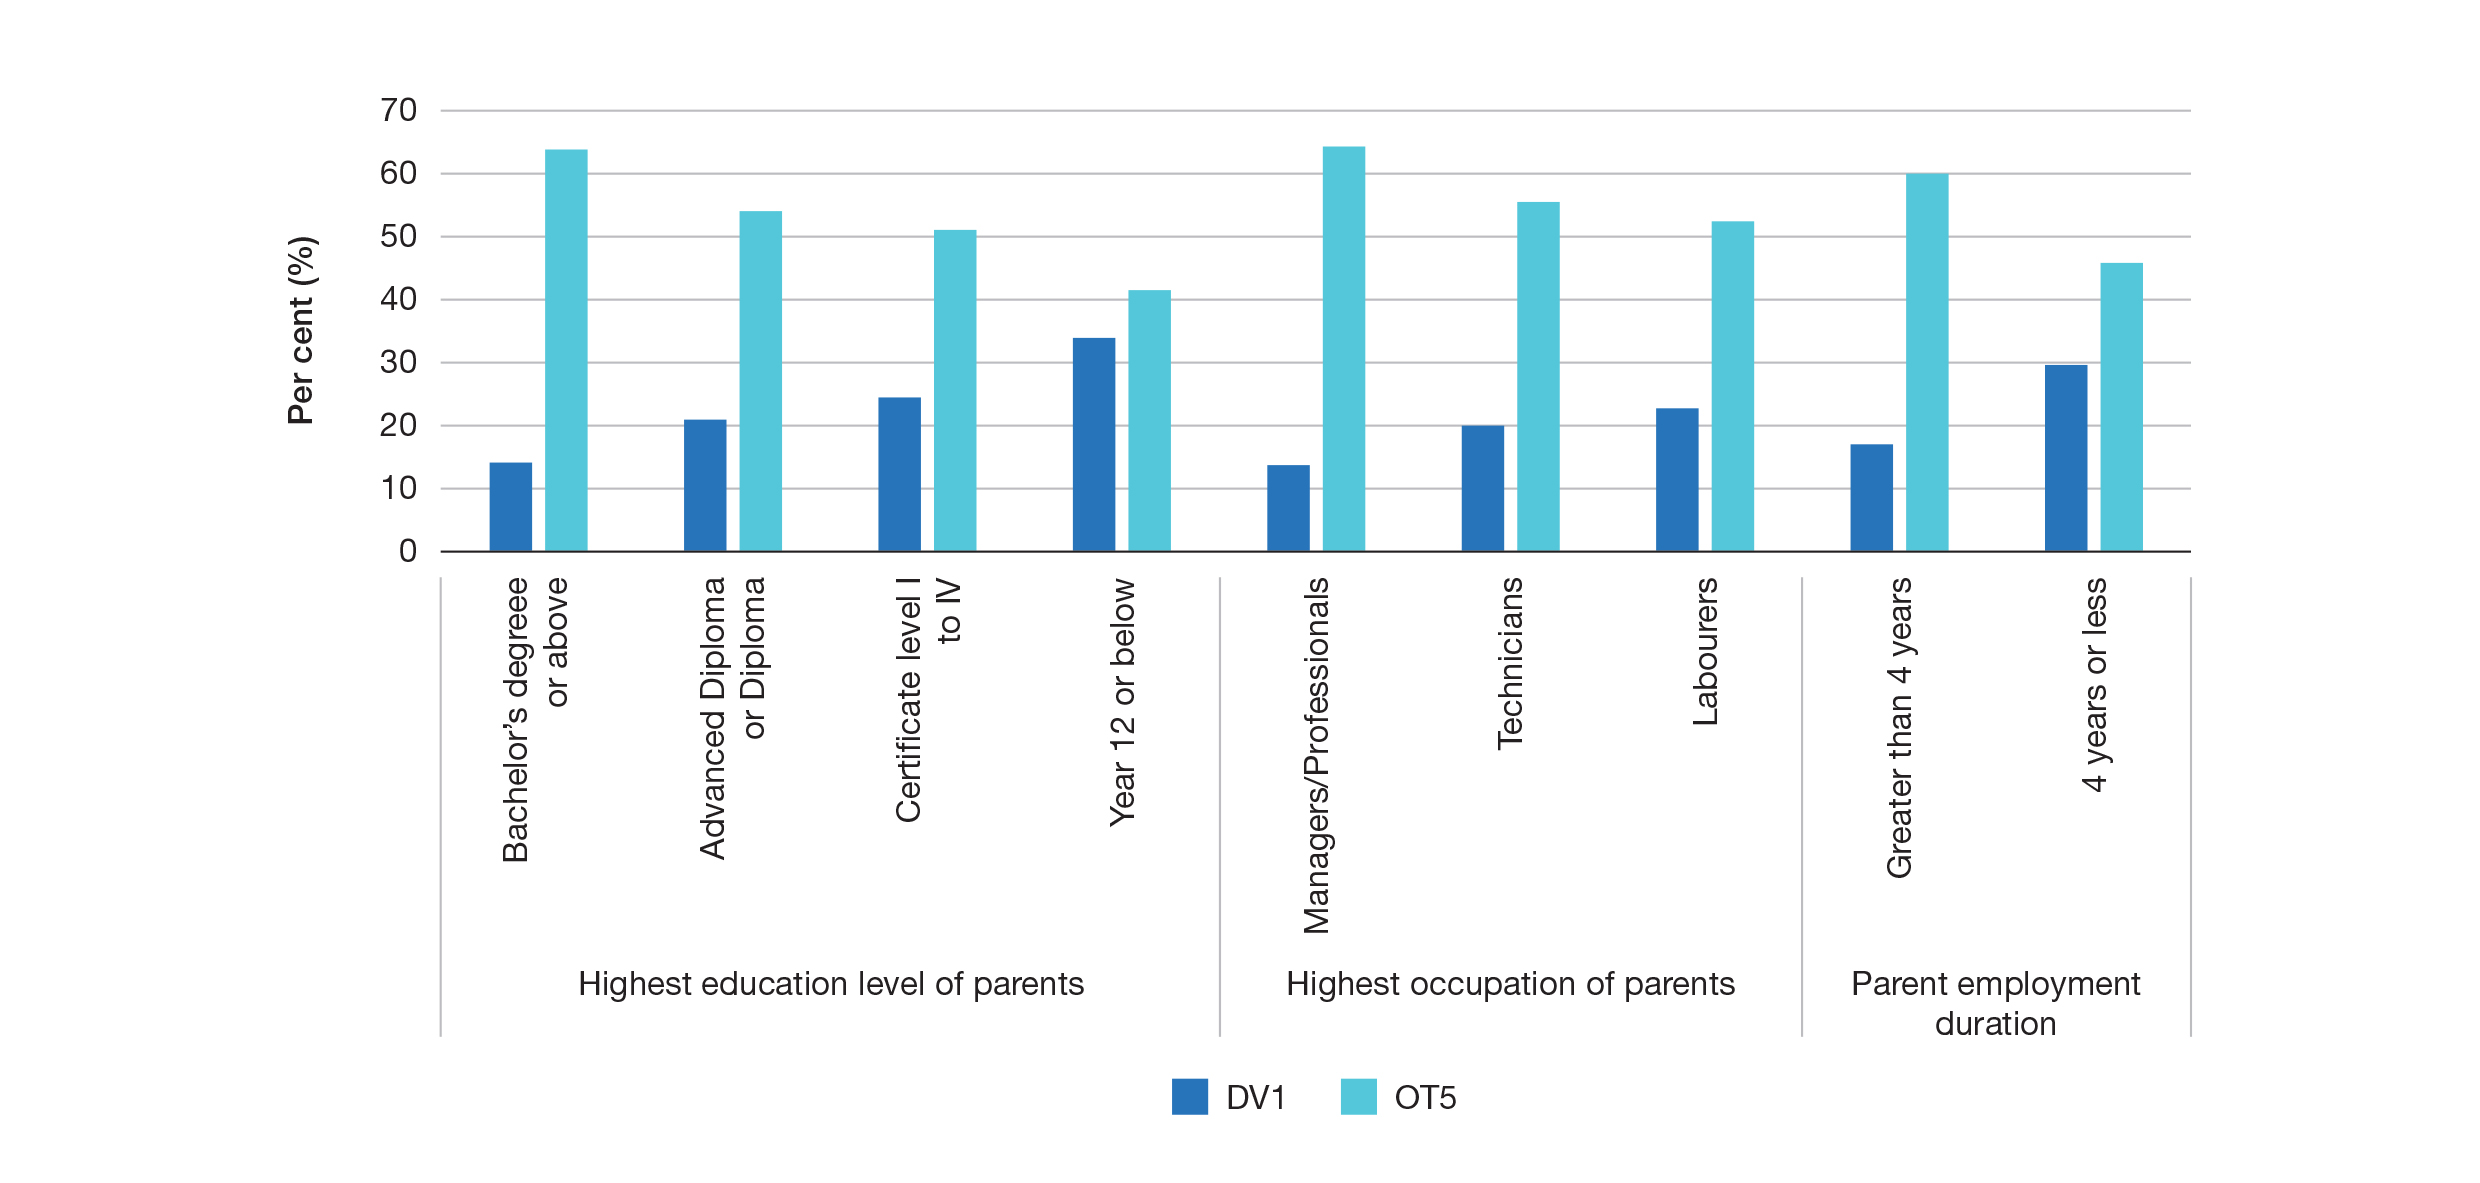 70
60
50
40
30
20
10
0
Per cent (%)
Bachelor's degreee
or above
Advanced Diploma
or Diploma
Certificate level I
to IV
Year 12 or below
Managers/Professionals
Technicians
Labourers
Greater than 4 years
4 years or less
Highest education level of parents
Highest occupation of parents
Parent employment
duration
DV1
OT5